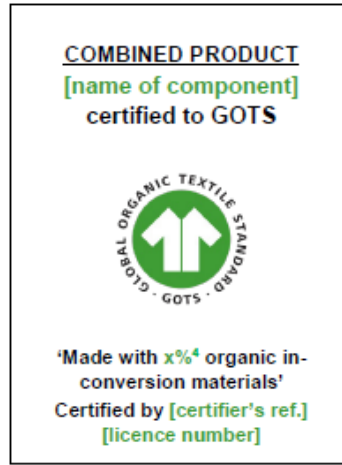 COMBINED PRODUCT
[name of component]
certified to GOTS
GLOBAL ORGANIC TEXTILE STANDARD
· GOTS ·
‘Made with x%⁴ organic in-
conversion materials’
Certified by [certifier’s ref.]
[licence number]